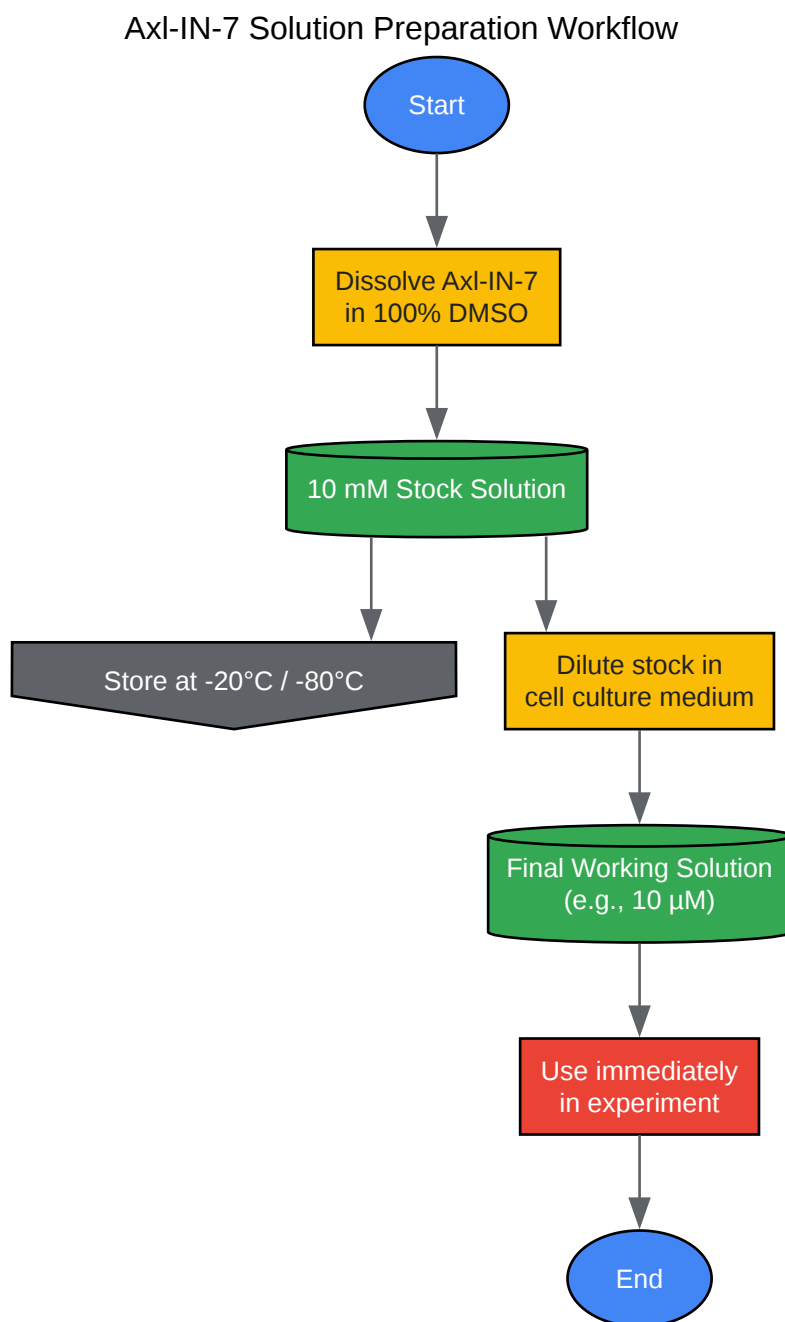 Axl-IN-7 Solution Preparation Workflow
Start
Dissolve Axl-IN-7
in 100% DMSO
10 mM Stock Solution
Store at -20°C / -80°C
Dilute stock in
cell culture medium
Final Working Solution
(e.g., 10 µM)
Use immediately
in experiment
End